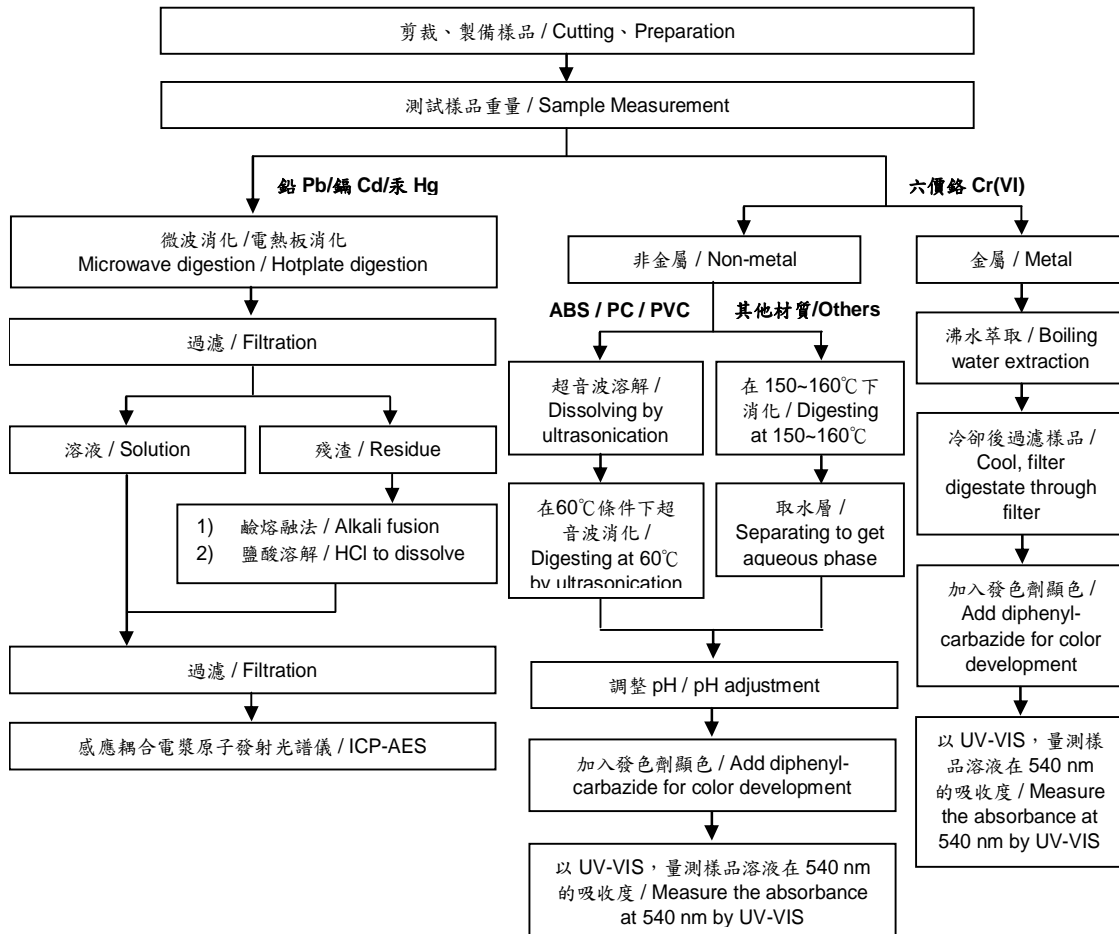 剪裁、製備樣品 / Cutting、Preparation
測試樣品重量 / Sample Measurement
鉛 Pb/鎘 Cd/汞 Hg
六價鉻 Cr(VI)
微波消化 /電熱板消化
Microwave digestion / Hotplate digestion
非金屬 / Non-metal
金屬 / Metal
ABS / PC / PVC
其他材質/Others
過濾 / Filtration
沸水萃取 / Boiling
water extraction
超音波溶解 /
Dissolving by
ultrasonication
在 150~160℃下
消化 / Digesting
at 150~160℃
溶液 / Solution
殘渣 / Residue
冷卻後過濾樣品 /
Cool, filter
digestate through
filter
1) 鹼熔融法 / Alkali fusion
2) 鹽酸溶解 / HCl to dissolve
在60℃條件下超
音波消化 /
Digesting at 60℃
by ultrasonication
取水層 /
Separating to get
aqueous phase
加入發色劑顯色 /
Add diphenyl-
carbazide for color
development
過濾 / Filtration
調整 pH / pH adjustment
感應耦合電漿原子發射光譜儀 / ICP-AES
加入發色劑顯色 / Add diphenyl-
carbazide for color development
以 UV-VIS，量測樣
品溶液在 540 nm
的吸收度 / Measure
the absorbance at
540 nm by UV-VIS
以 UV-VIS，量測樣品溶液在 540 nm
的吸收度 / Measure the absorbance
at 540 nm by UV-VIS